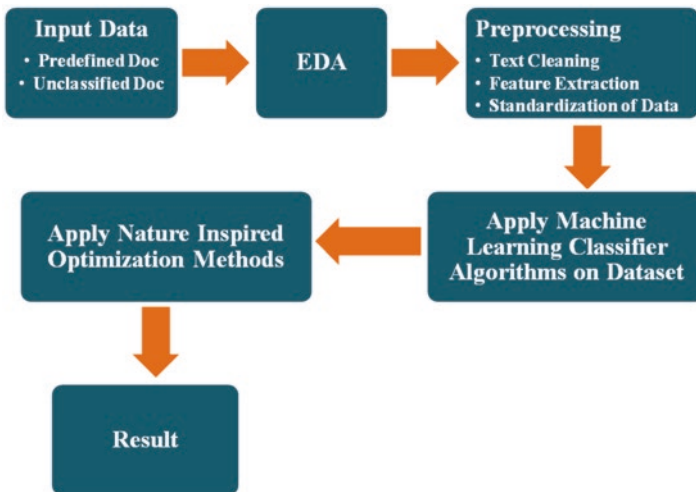 Input Data
• Predefined Doc
• Unclassified Doc
EDA
Preprocessing
• Text Cleaning
• Feature Extraction
• Standardization of Data
Apply Machine
Learning Classifier
Algorithms on Dataset
Apply Nature Inspired
Optimization Methods
Result